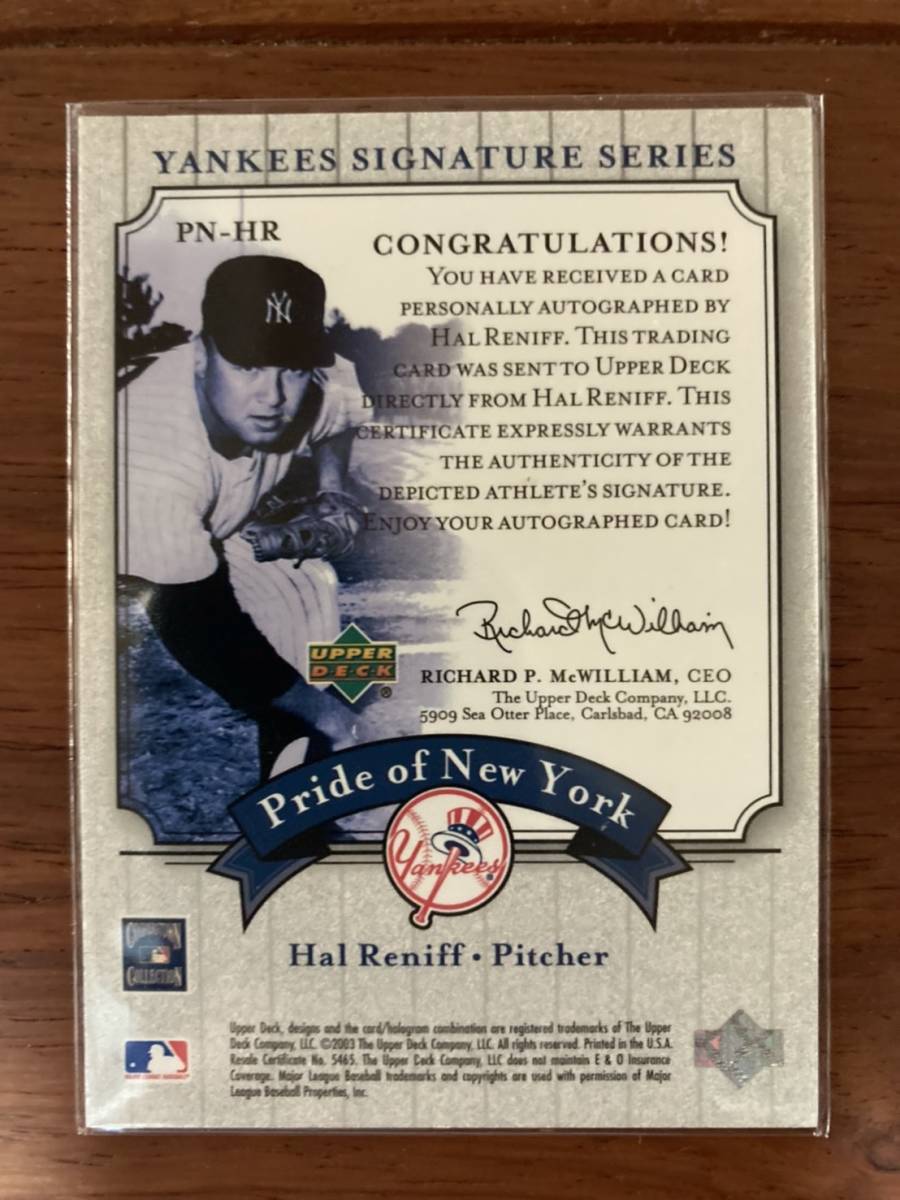 YANKEES SIGNATURE SERIES
PN-HR
CONGRATULATIONS!
YOU HAVE RECEIVED A CARD
PERSONALLY AUTOGRAPHED BY
HAL RENIFF. THIS TRADING
CARD WAS SENT TO UPPER DECK
DIRECTLY FROM HAL RENIFF. THIS
CERTIFICATE EXPRESSLY WARRANTS
THE AUTHENTICITY OF THE
DEPICTED ATHLETE'S SIGNATURE.
ENJOY YOUR AUTOGRAPHED CARD!
NY
Richard McWilliam
UPPER
D·E·C·K
®
RICHARD P. McWILLIAM, CEO
The Upper Deck Company, LLC.
5909 Sea Otter Place, Carlsbad, CA 92008
Pride of New York
Yankees
Hal Reniff • Pitcher
COOPERSTOWN
COLLECTION
Upper Deck, designs and the card/hologram combination are registered trademarks of The Upper
Deck Company, LLC. ©2003 The Upper Deck Company, LLC. All rights reserved. Printed in the U.S.A.
Resale Certificate No. 5465. The Upper Deck Company, LLC does not maintain E & O Insurance
Coverage. Major League Baseball trademarks and copyrights are used with permission of Major
League Baseball Properties, Inc.